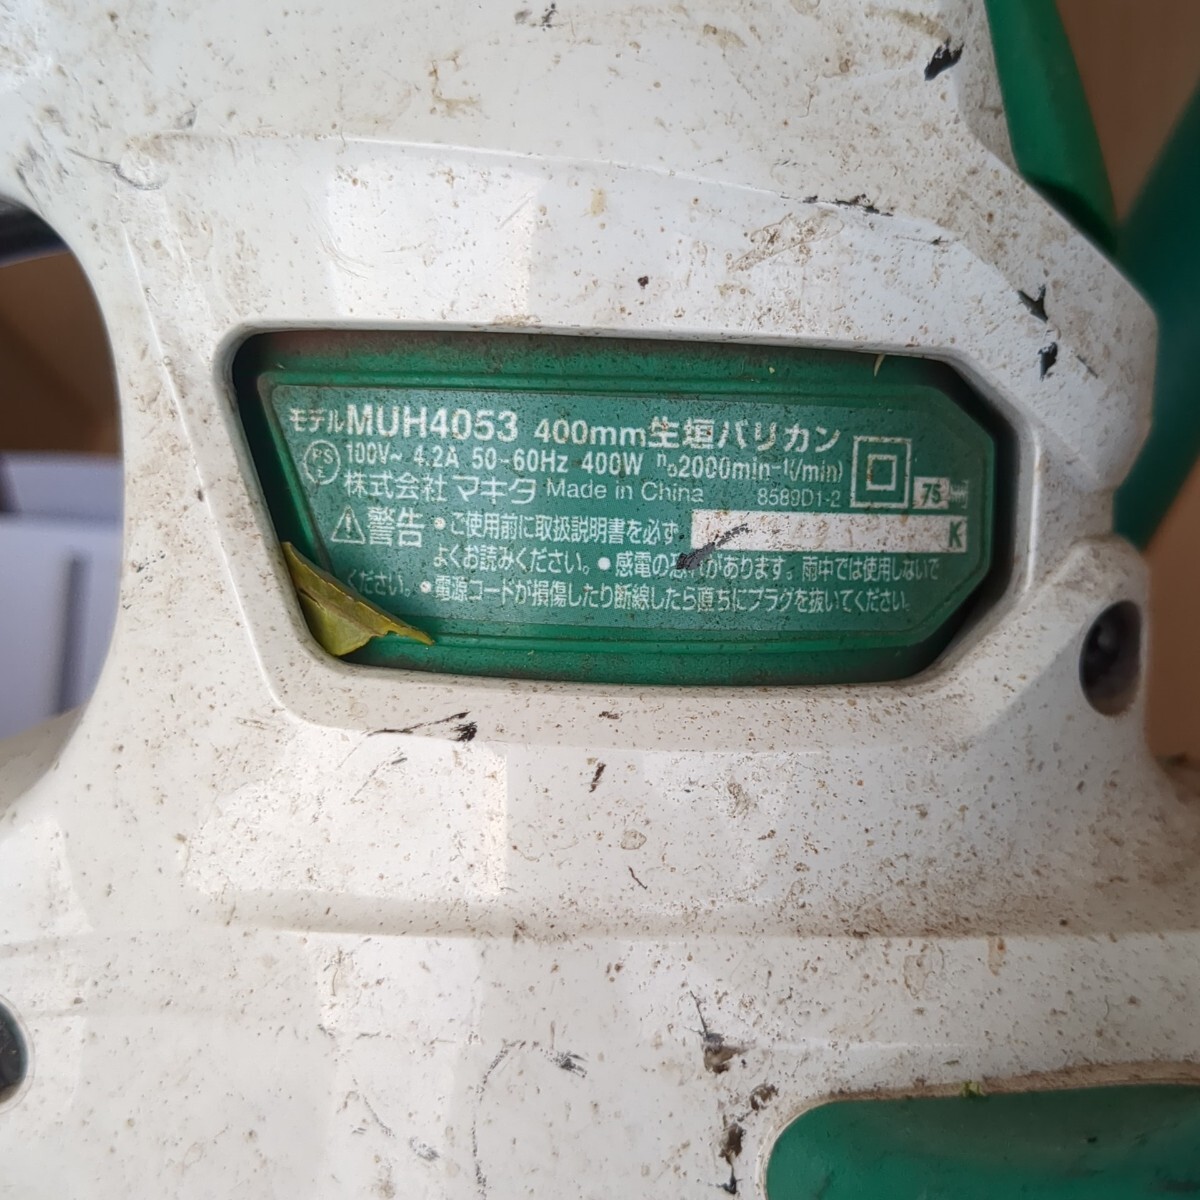 モデルMUH4053 400mm生垣バリカン
PS E 100V~ 4.2A 50-60Hz 400W n₀2000min⁻¹(/min)
株式会社マキタ Made in China 8589D1-2 75
警告 •ご使用前に取扱説明書を必ず K
よくお読みください。•感電の恐れがあります。雨中では使用しないで
ください。•電源コードが損傷したり断線したら直ちにプラグを抜いてください。